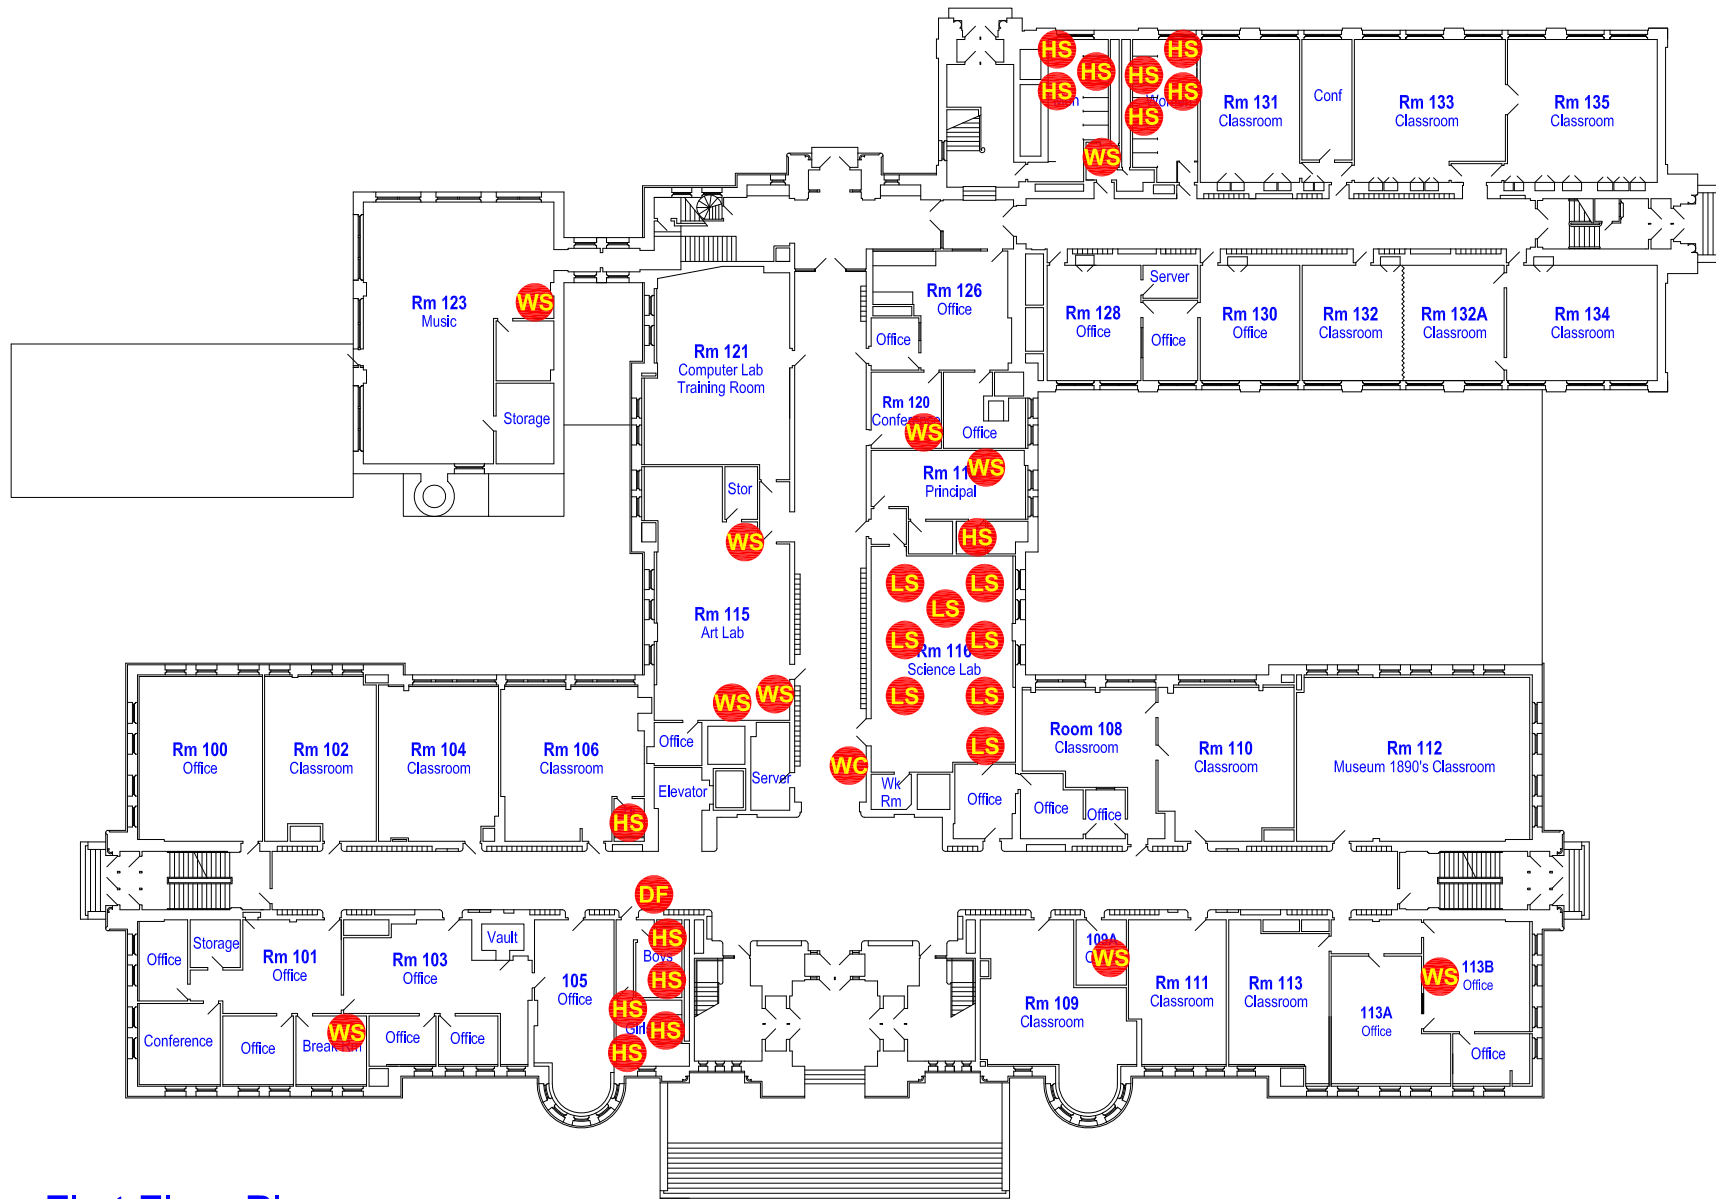 HS
HS
HS
HS
HS
HS
HS
WS
Rm 131
Classroom
Conf
Rm 133
Classroom
Rm 135
Classroom
Rm 123
Music
WS
Storage
Rm 121
Computer Lab
Training Room
Rm 126
Office
Office
Rm 128
Office
Server
Office
Rm 130
Office
Rm 132
Classroom
Rm 132A
Classroom
Rm 134
Classroom
Rm 120
WS
Office
Rm 11
WS
Principal
Stor
WS
HS
Rm 115
Art Lab
WS
WS
LS
LS
LS
LS
LS
Rm 116
Science Lab
LS
LS
LS
WC
Rm 100
Office
Rm 102
Classroom
Rm 104
Classroom
Rm 106
Classroom
HS
Office
Elevator
Server
Wk
Rm
Office
Room 108
Classroom
Office
Office
Rm 110
Classroom
Rm 112
Museum 1890's Classroom
DF
Office
Storage
Rm 101
Office
Rm 103
Office
Vault
105
Office
HS
Boys
HS
HS
HS
HS
Conference
Office
WS
Office
Office
Rm 109
Classroom
109A
WS
Rm 111
Classroom
Rm 113
Classroom
113A
Office
WS
113B
Office
Office